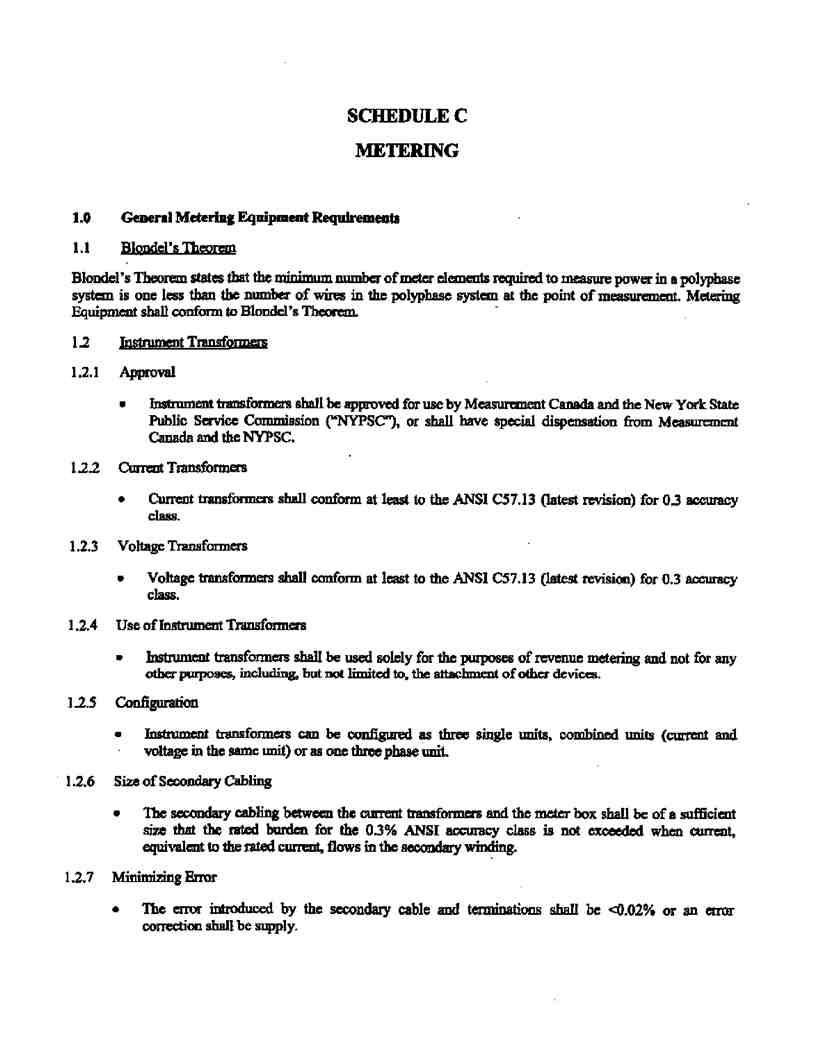 SCHEDULE C
METERING
1.0 General Metering Equipment Requirements
1.1 Blondel's Theorem
Blondel's Theorem states that the minimum number of meter elements required to measure power in a polyphase
system is one less than the number of wires in the polyphase system at the point of measurement. Metering
Equipment shall conform to Blondel's Theorem.
1.2 Instrument Transformers
1.2.1 Approval
• Instrument transformers shall be approved for use by Measurement Canada and the New York State
Public Service Commission ("NYPSC"), or shall have special dispensation from Measurement
Canada and the NYPSC.
1.2.2 Current Transformers
• Current transformers shall conform at least to the ANSI C57.13 (latest revision) for 0.3 accuracy
class.
1.2.3 Voltage Transformers
• Voltage transformers shall conform at least to the ANSI C57.13 (latest revision) for 0.3 accuracy
class.
1.2.4 Use of Instrument Transformers
• Instrument transformers shall be used solely for the purposes of revenue metering and not for any
other purposes, including, but not limited to, the attachment of other devices.
1.2.5 Configuration
• Instrument transformers can be configured as three single units, combined units (current and
voltage in the same unit) or as one three phase unit.
1.2.6 Size of Secondary Cabling
• The secondary cabling between the current transformers and the meter box shall be of a sufficient
size that the rated burden for the 0.3% ANSI accuracy class is not exceeded when current,
equivalent to the rated current, flows in the secondary winding.
1.2.7 Minimizing Error
• The error introduced by the secondary cable and terminations shall be <0.02% or an error
correction shall be supply.